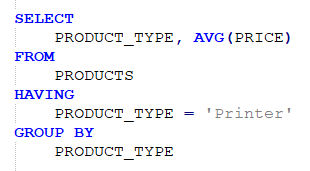 SELECT
PRODUCT_TYPE, AVG(PRICE)
FROM
PRODUCTS
HAVING
PRODUCT_TYPE = 'Printer'
GROUP BY
PRODUCT_TYPE